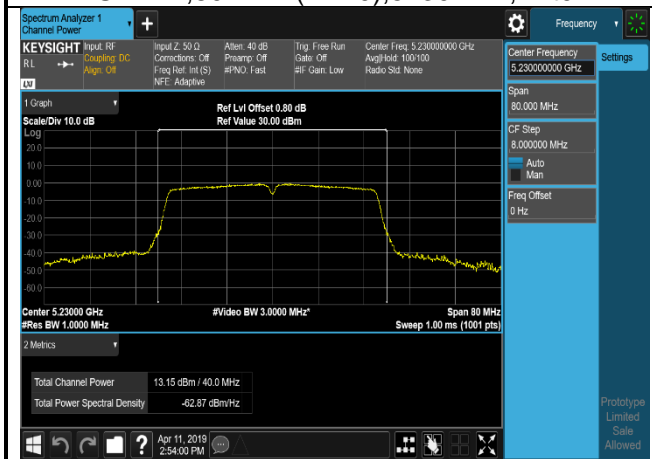 Spectrum Analyzer 1
Channel Power
+
Frequency
KEYSIGHT
RL
Input: RF
Coupling: DC
Align: Off
Input Z: 50 Ω
Corrections: Off
Freq Ref: Int (S)
NFE: Adaptive
Atten: 40 dB
Preamp: Off
#PNO: Fast
Trig: Free Run
Gate: Off
#IF Gain: Low
Center Freq: 5.230000000 GHz
Avg|Hold: 100/100
Radio Std: None
Center Frequency
5.230000000 GHz
Settings
Span
80.000 MHz
CF Step
8.000000 MHz
Auto
Man
Freq Offset
0 Hz
1 Graph
Scale/Div 10.0 dB
Ref Lvl Offset 0.80 dB
Ref Value 30.00 dBm
Log
20.0
10.0
0.00
-10.0
-20.0
-30.0
-40.0
-50.0
-60.0
Center 5.23000 GHz
#Res BW 1.0000 MHz
#Video BW 3.0000 MHz*
Span 80 MHz
Sweep 1.00 ms (1001 pts)
2 Metrics
Total Channel Power 13.15 dBm / 40.0 MHz
Total Power Spectral Density -62.87 dBm/Hz
Prototype
Limited
Sale
Allowed
?
Apr 11, 2019
2:54:00 PM